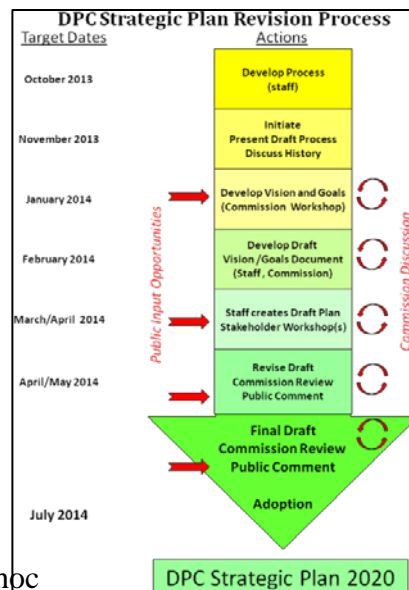 DPC Strategic Plan Revision Process
Target Dates
Actions
October 2013
Develop Process
(staff)
November 2013
Initiate
Present Draft Process
Discuss History
January 2014
Develop Vision and Goals
(Commission Workshop)
February 2014
Develop Draft
Vision /Goals Document
(Staff , Commission)
March/April 2014
Staff creates Draft Plan
Stakeholder Workshop(s)
April/May 2014
Revise Draft
Commission Review
Public Comment
Final Draft
Commission Review
Public Comment
July 2014
Adoption
Public Input Opportunities
Commission Discussion
hoc
DPC Strategic Plan 2020